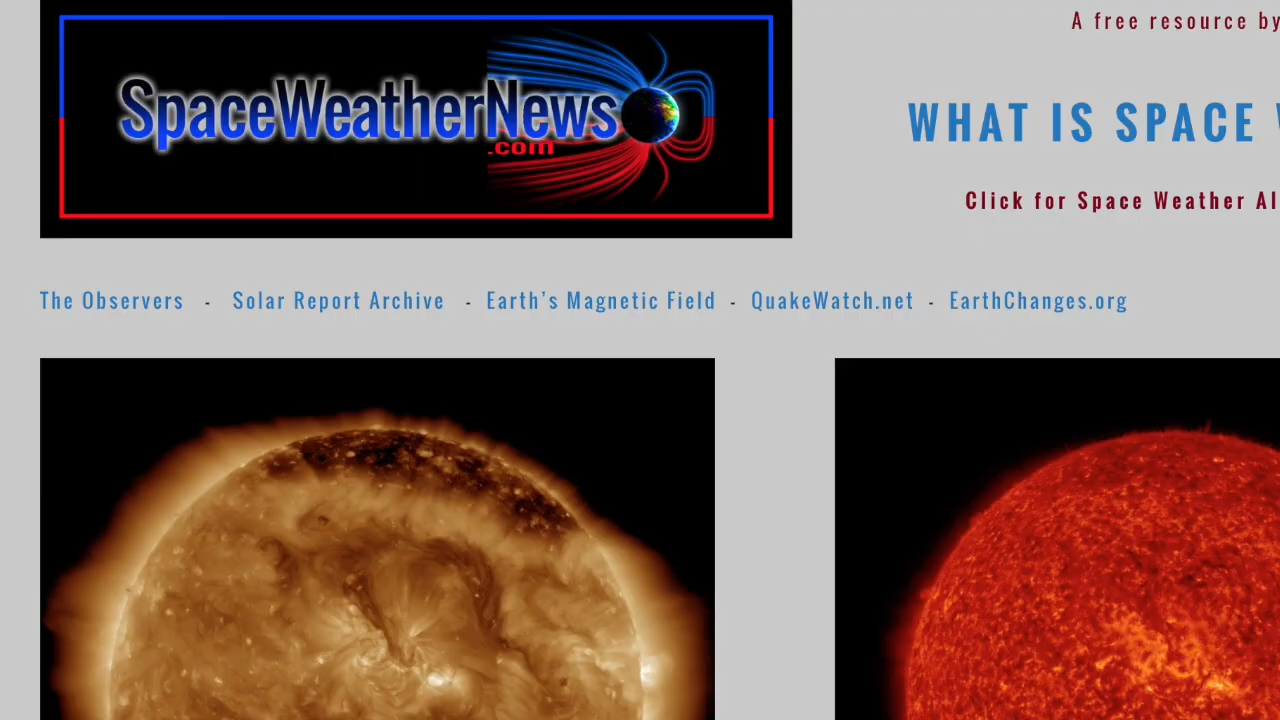 A free resource by
SpaceWeatherNews
.com
WHAT IS SPACE
Click for Space Weather Al
The Observers - Solar Report Archive - Earth’s Magnetic Field - QuakeWatch.net - EarthChanges.org